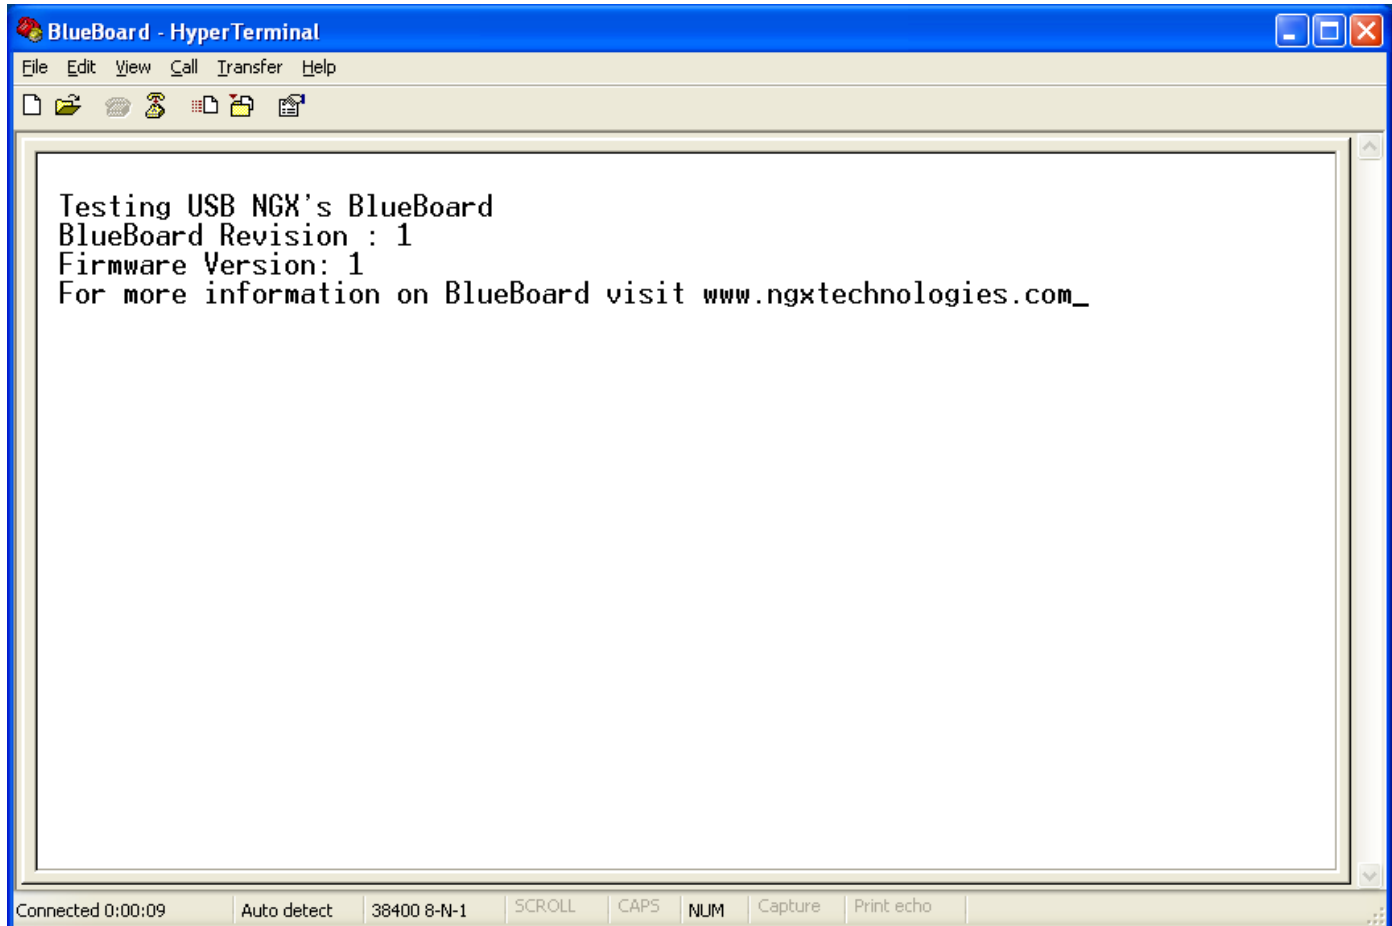 BlueBoard - HyperTerminal
File Edit View Call Transfer Help
Testing USB NGX's BlueBoard
BlueBoard Revision : 1
Firmware Version: 1
For more information on BlueBoard visit www.ngxtechnologies.com_
Connected 0:00:09 Auto detect 38400 8-N-1 SCROLL CAPS NUM Capture Print echo